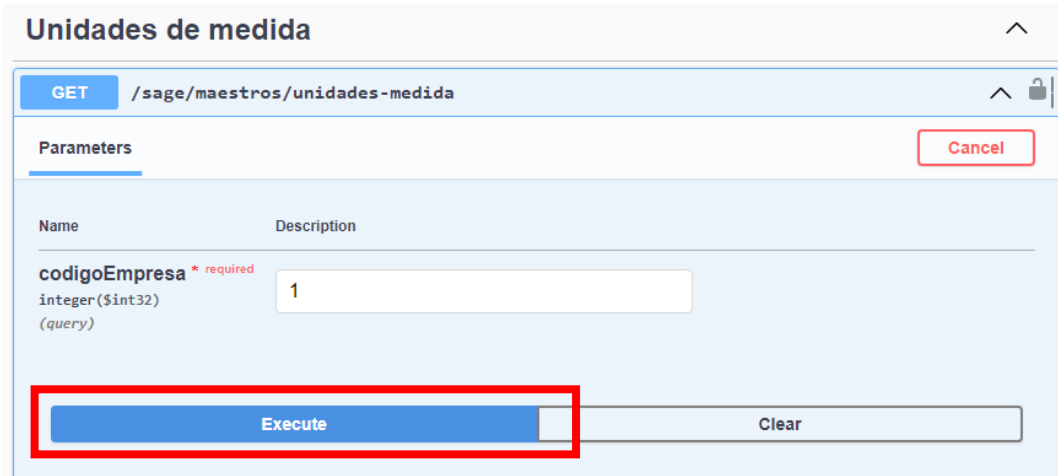 Unidades de medida
GET /sage/maestros/unidades-medida
Parameters
Cancel
Name Description
codigoEmpresa * required
1
integer($int32)
(query)
Execute Clear